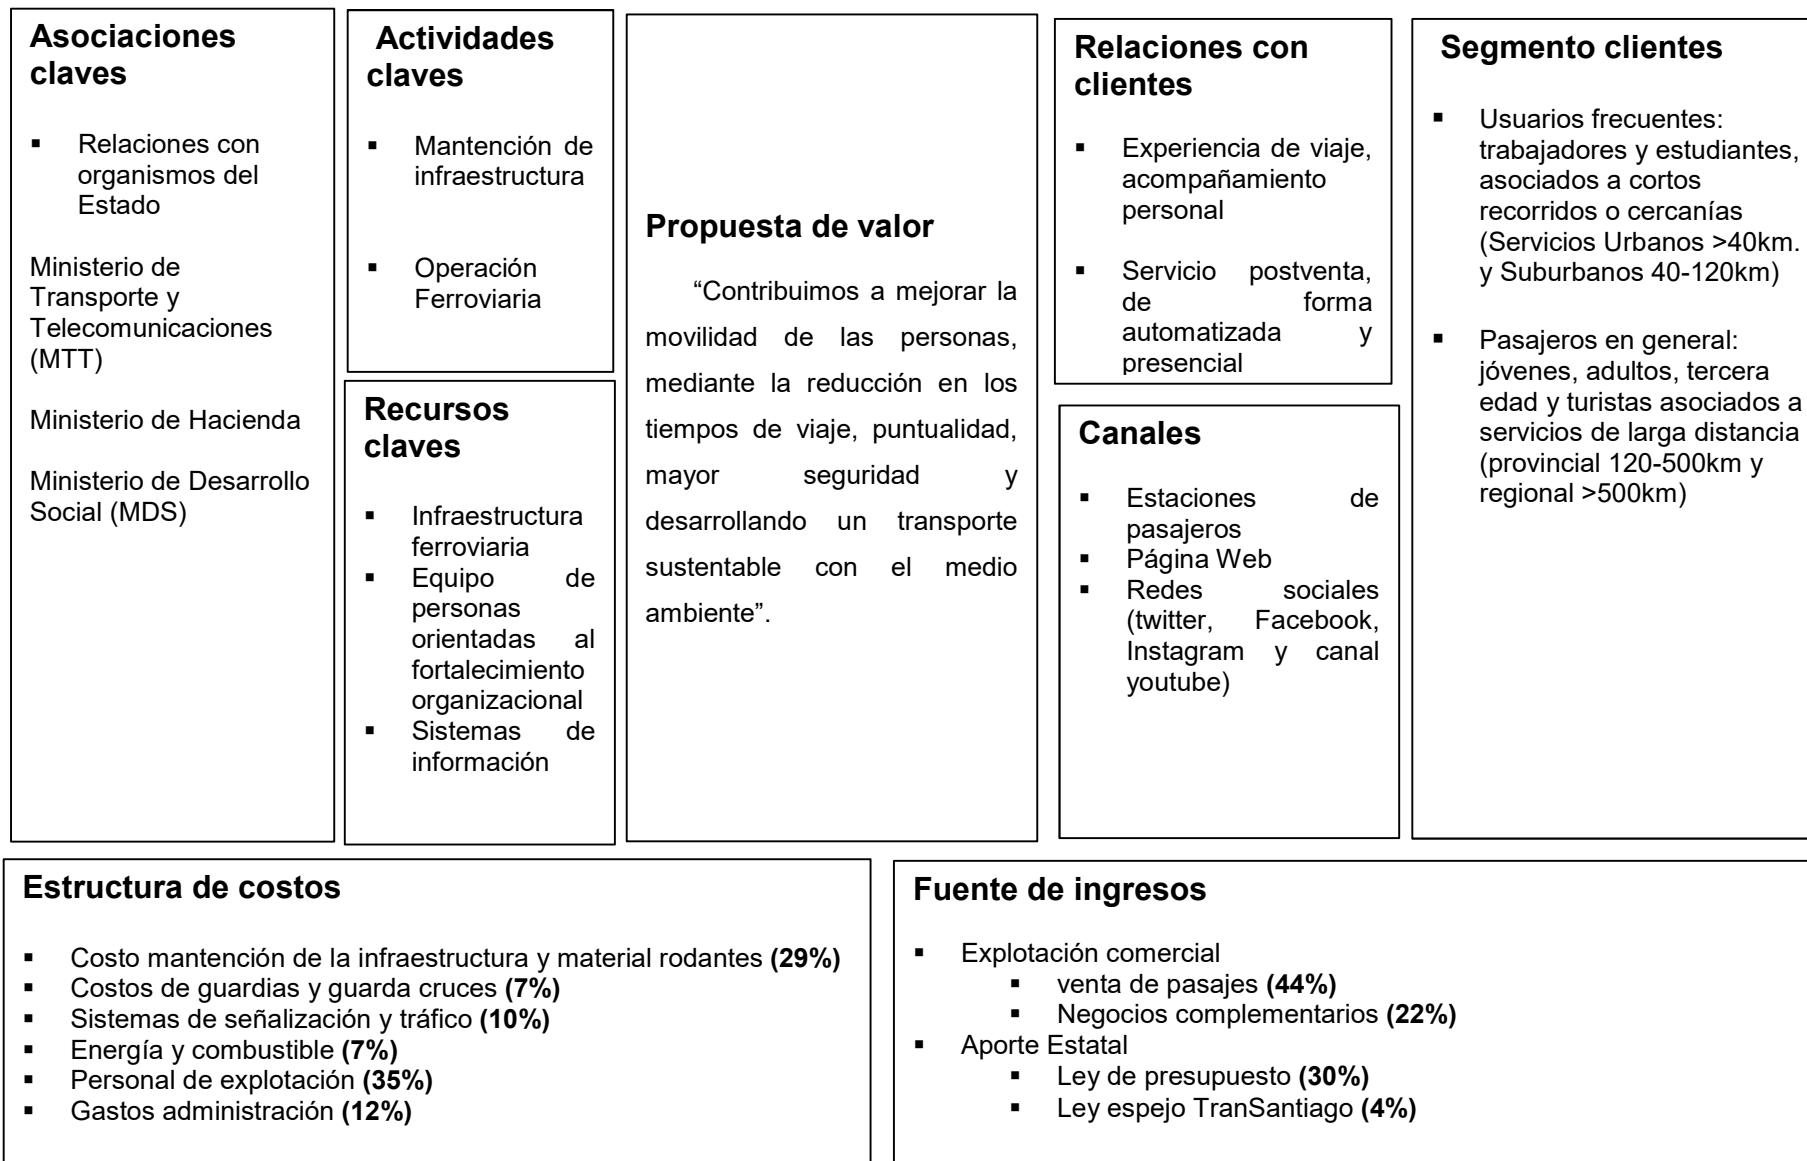 Asociaciones
claves
▪ Relaciones con
organismos del
Estado
Ministerio de
Transporte y
Telecomunicaciones
(MTT)
Ministerio de Hacienda
Ministerio de Desarrollo
Social (MDS)
Actividades
claves
▪ Mantención de
infraestructura
▪ Operación
Ferroviaria
Recursos
claves
▪ Infraestructura
ferroviaria
▪ Equipo de
personas
orientadas al
fortalecimiento
organizacional
▪ Sistemas de
información
Propuesta de valor
“Contribuimos a mejorar la
movilidad de las personas,
mediante la reducción en los
tiempos de viaje, puntualidad,
mayor seguridad y
desarrollando un transporte
sustentable con el medio
ambiente”.
Relaciones con
clientes
▪ Experiencia de viaje,
acompañamiento
personal
▪ Servicio postventa,
de forma
automatizada y
presencial
Canales
▪ Estaciones de
pasajeros
▪ Página Web
▪ Redes sociales
(twitter, Facebook,
Instagram y canal
youtube)
Segmento clientes
▪ Usuarios frecuentes:
trabajadores y estudiantes,
asociados a cortos
recorridos o cercanías
(Servicios Urbanos >40km.
y Suburbanos 40-120km)
▪ Pasajeros en general:
jóvenes, adultos, tercera
edad y turistas asociados a
servicios de larga distancia
(provincial 120-500km y
regional >500km)
Estructura de costos
▪ Costo mantención de la infraestructura y material rodantes (29%)
▪ Costos de guardias y guarda cruces (7%)
▪ Sistemas de señalización y tráfico (10%)
▪ Energía y combustible (7%)
▪ Personal de explotación (35%)
▪ Gastos administración (12%)
Fuente de ingresos
▪ Explotación comercial
▪ venta de pasajes (44%)
▪ Negocios complementarios (22%)
▪ Aporte Estatal
▪ Ley de presupuesto (30%)
▪ Ley espejo TranSantiago (4%)